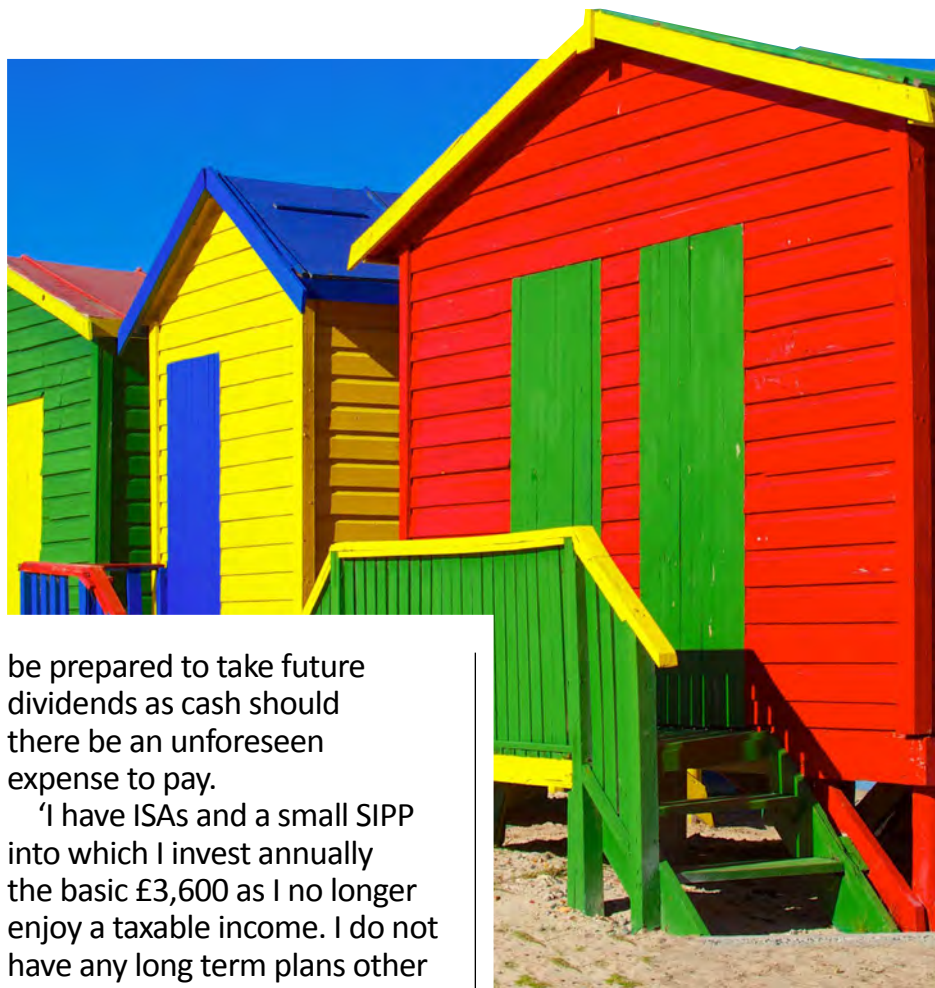 be prepared to take future
dividends as cash should
there be an unforeseen
expense to pay.
‘I have ISAs and a small SIPP
into which I invest annually
the basic £3,600 as I no longer
enjoy a taxable income. I do not
have any long term plans other